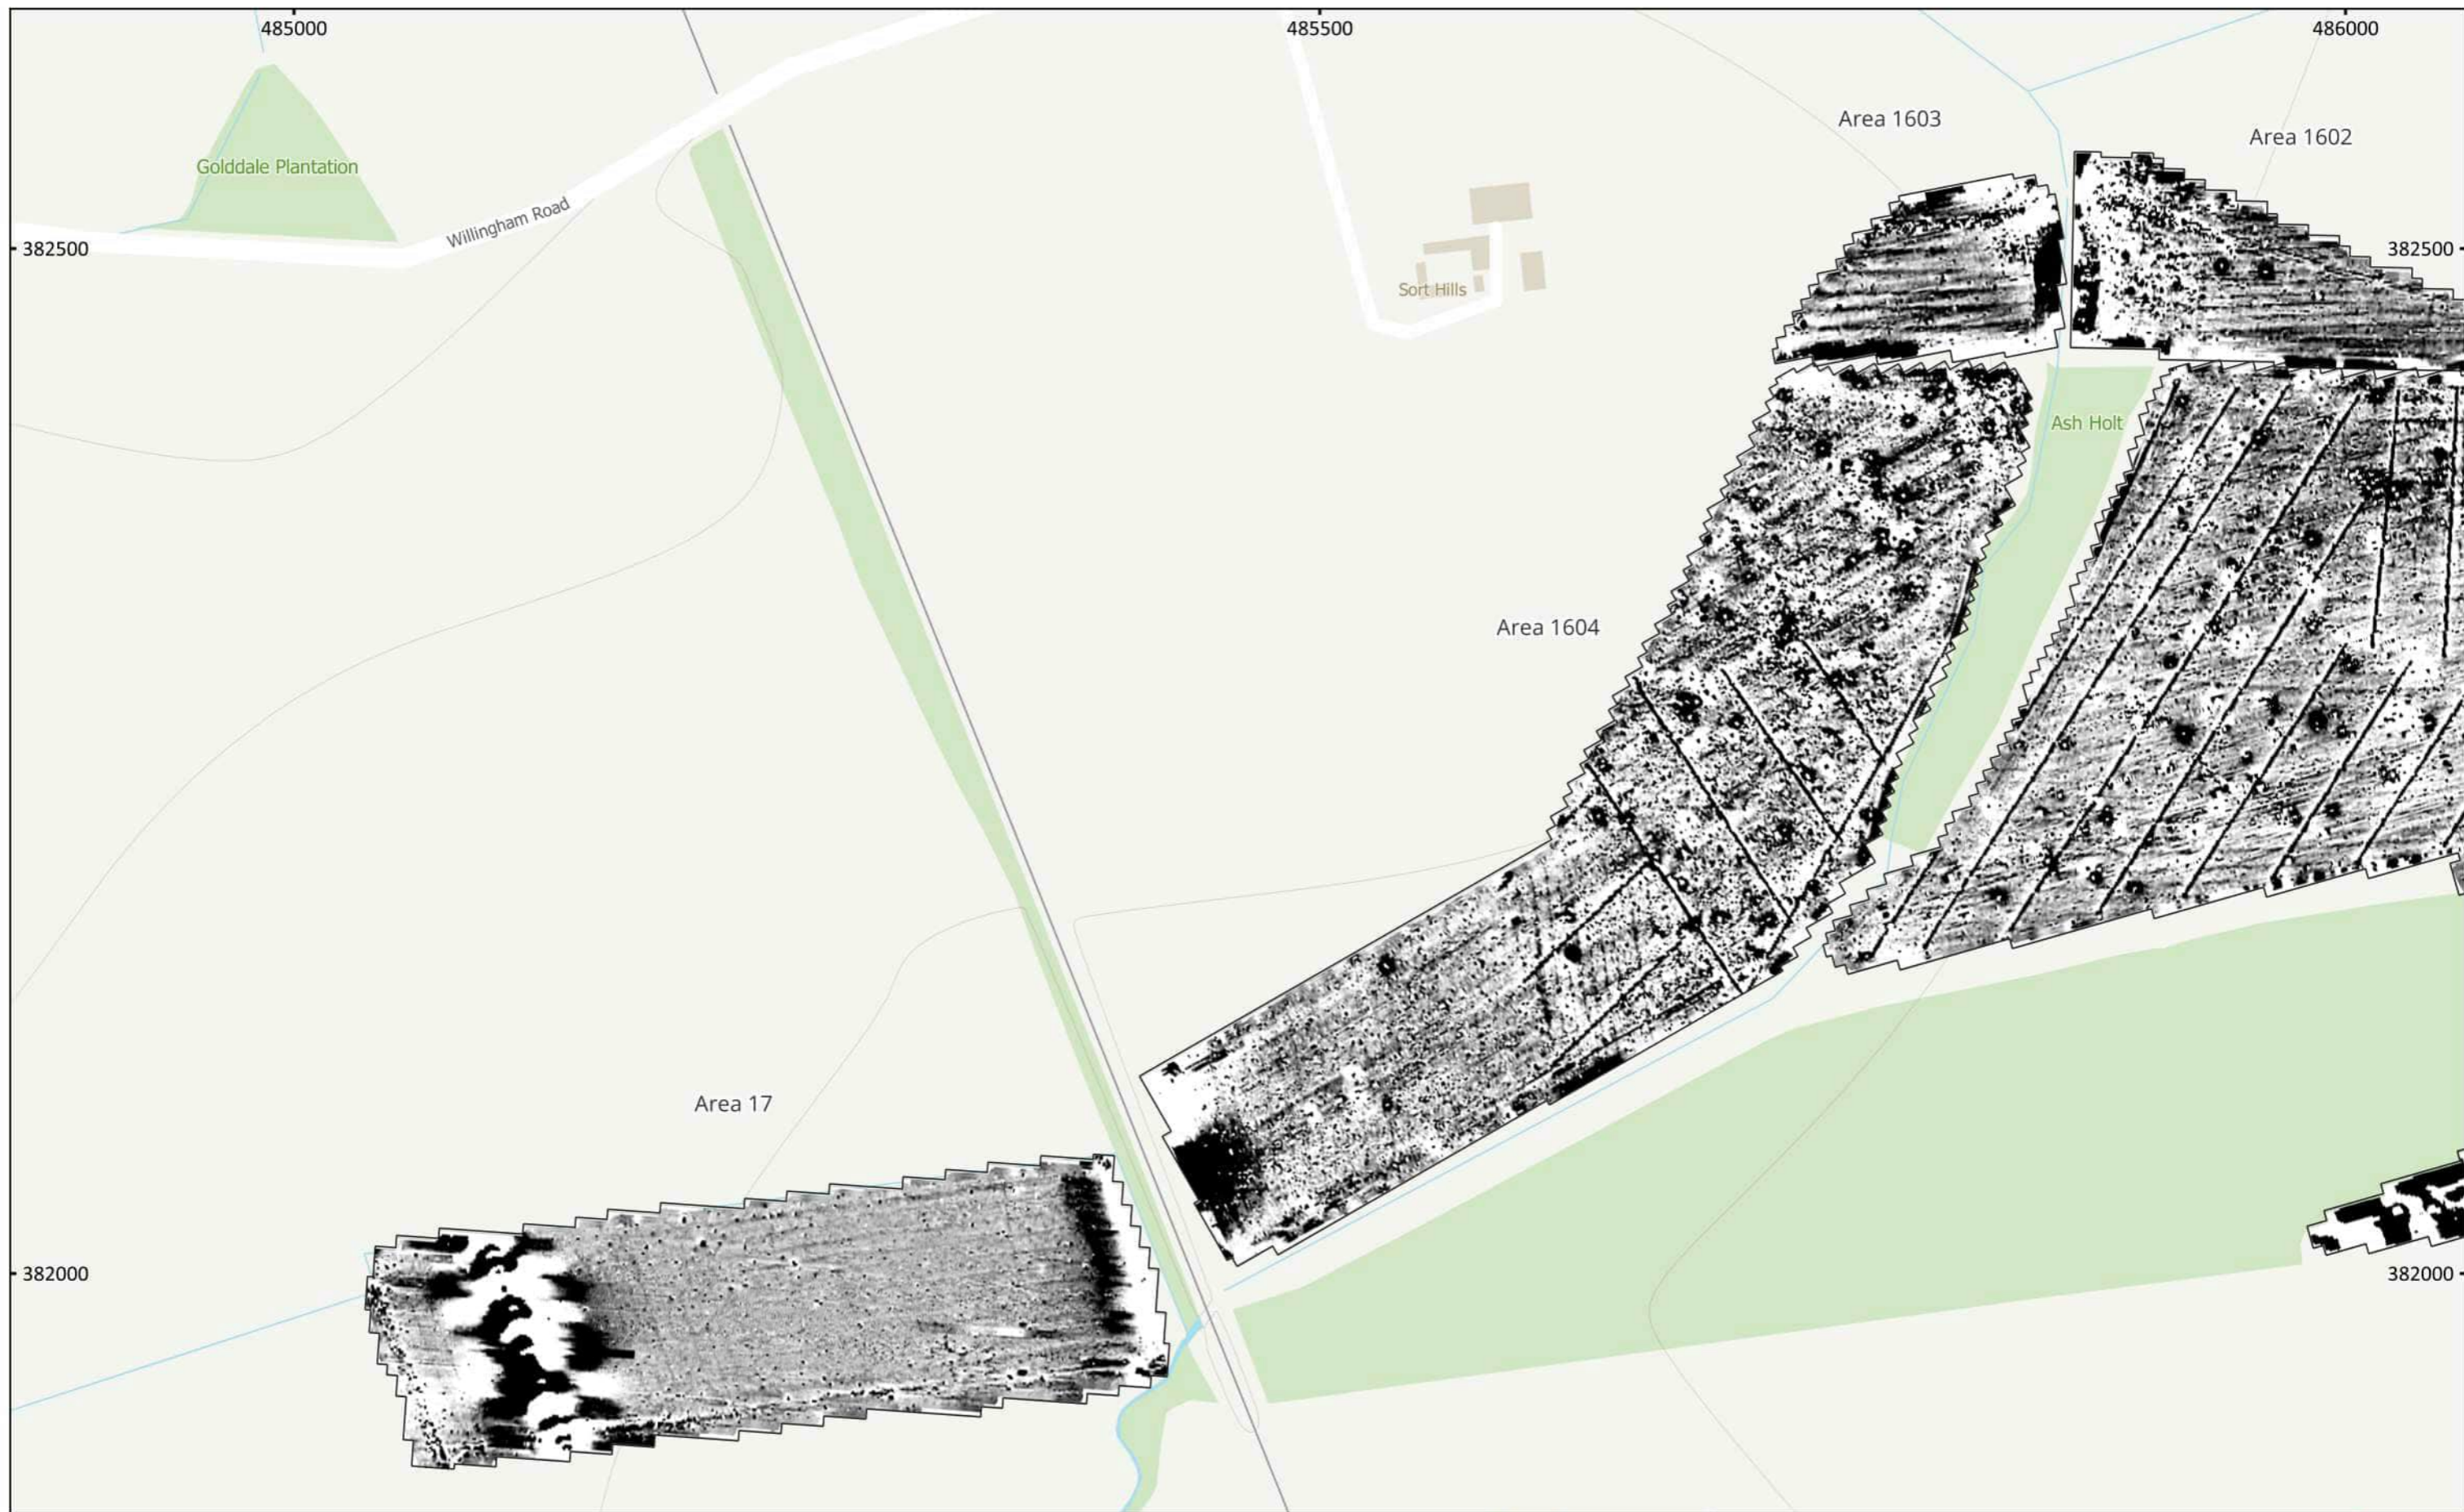 485000
485500
486000
Area 1603
Area 1602
Golddale Plantation
Willingham Road
382500
382500
Sort Hills
Ash Holt
Area 1604
Area 17
382000
382000